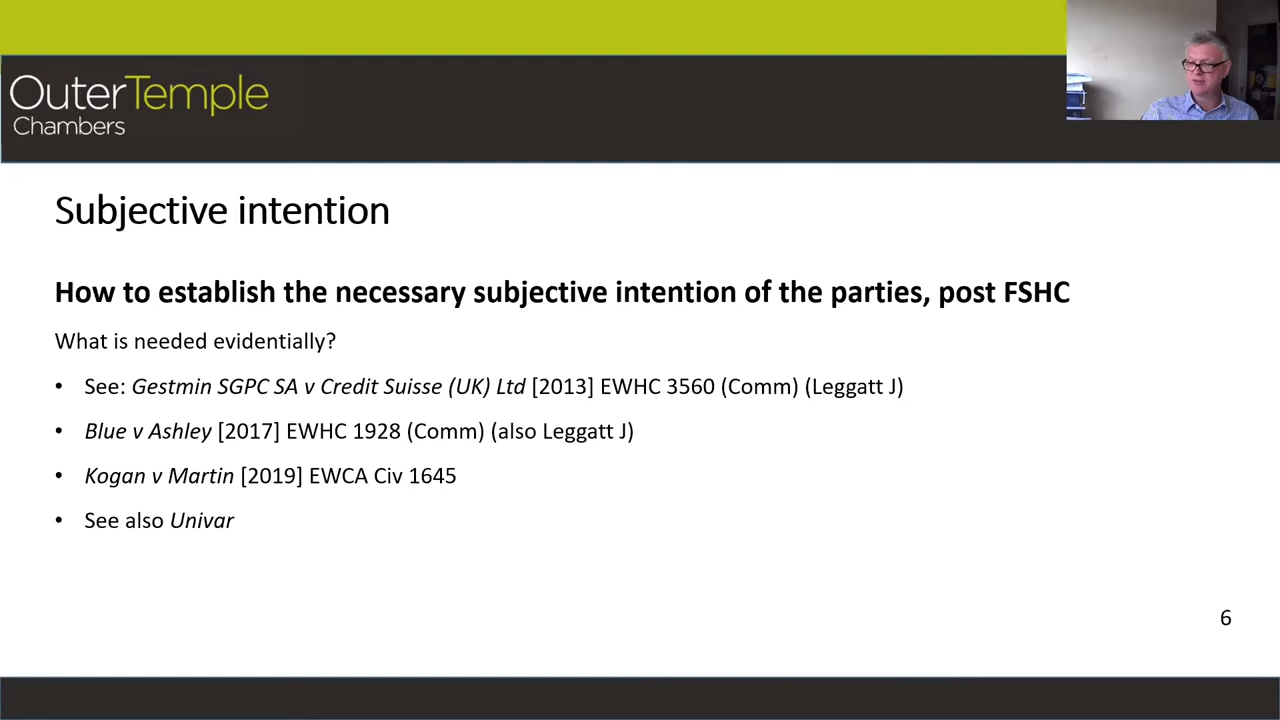 OuterTemple
Chambers
Subjective intention
How to establish the necessary subjective intention of the parties, post FSHC
What is needed evidentially?
• See: Gestmin SGPC SA v Credit Suisse (UK) Ltd [2013] EWHC 3560 (Comm) (Leggatt J)
• Blue v Ashley [2017] EWHC 1928 (Comm) (also Leggatt J)
• Kogan v Martin [2019] EWCA Civ 1645
• See also Univar
6